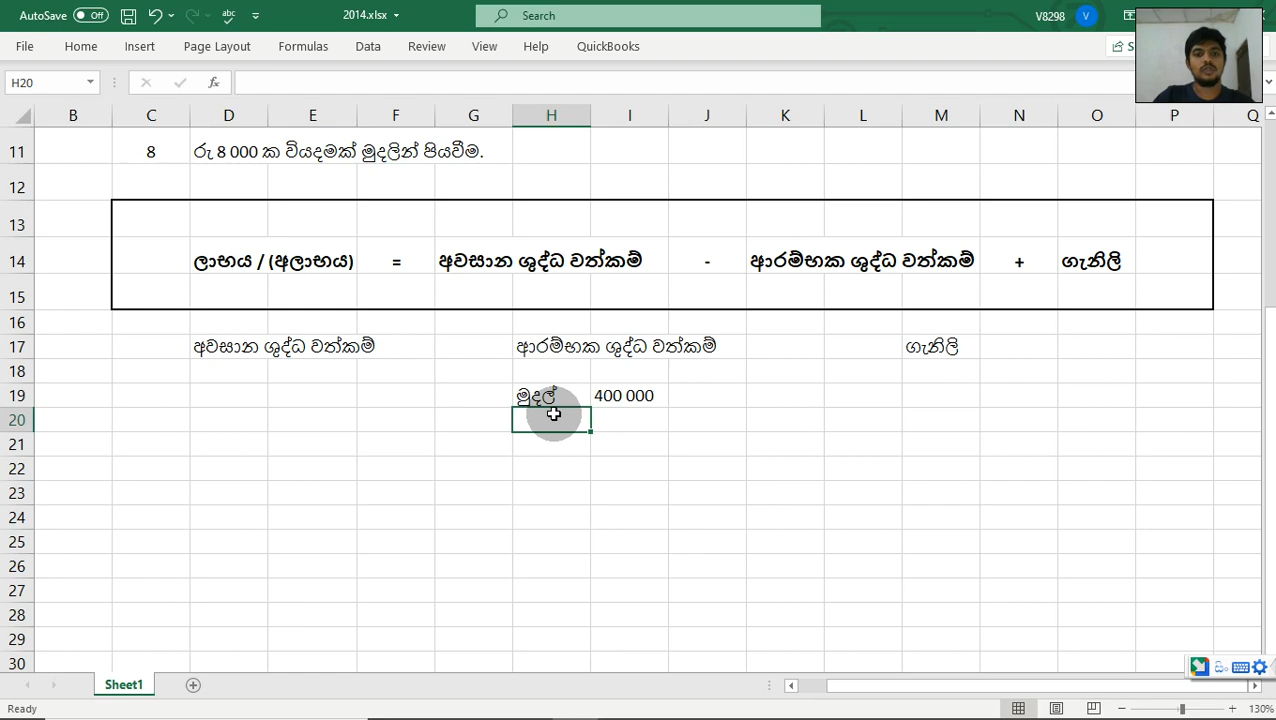 AutoSave Off 2014.xlsx Search V8298 V
File Home Insert Page Layout Formulas Data Review View Help QuickBooks S
H20 fx
B C D E F G H I J K L M N O P Q
11 8 රු 8 000 ක වියදමක් මුදලින් පියවීම.
12
13
14 ලාභය / (අලාභය) = අවසාන ශුද්ධ වත්කම් - ආරම්භක ශුද්ධ වත්කම් + ගැනිලි
15
16
17 අවසාන ශුද්ධ වත්කම් ආරම්භක ශුද්ධ වත්කම් ගැනිලි
18
19 මුදල් 400 000
20
21
22
23
24
25
26
27
28
29
30
Sheet1 සිං
Ready 130%